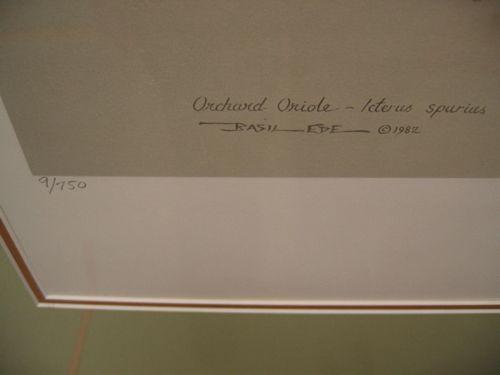 Orchard Oriole - Icterus spurius
BASIL EDE ©1982
9/750